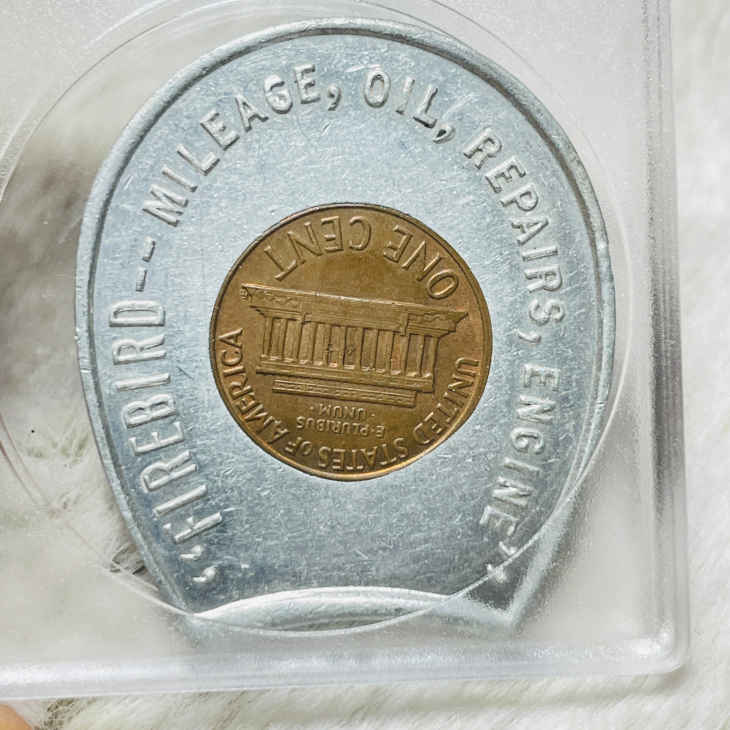 “FIREBIRD--- MILEAGE, OIL, REPAIRS, ENGINE”
UNITED STATES OF AMERICA
E·PLURIBUS
·UNUM·
ONE CENT